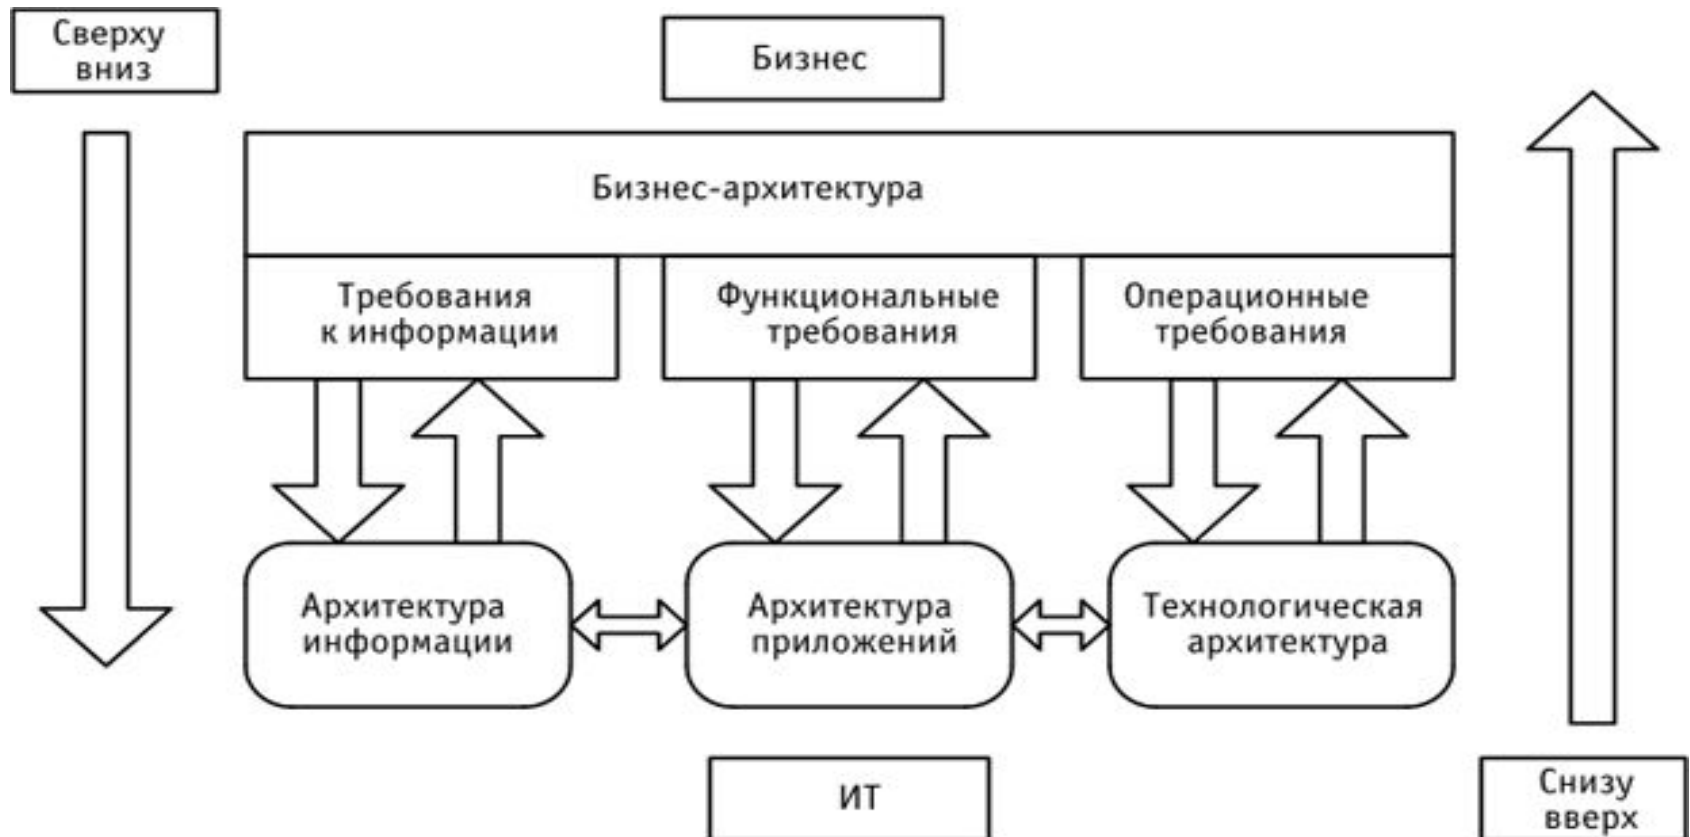 Сверху
вниз
Бизнес
Бизнес-архитектура
Требования
к информации
Функциональные
требования
Операционные
требования
Архитектура
информации
Архитектура
приложений
Технологическая
архитектура
ИТ
Снизу
вверх